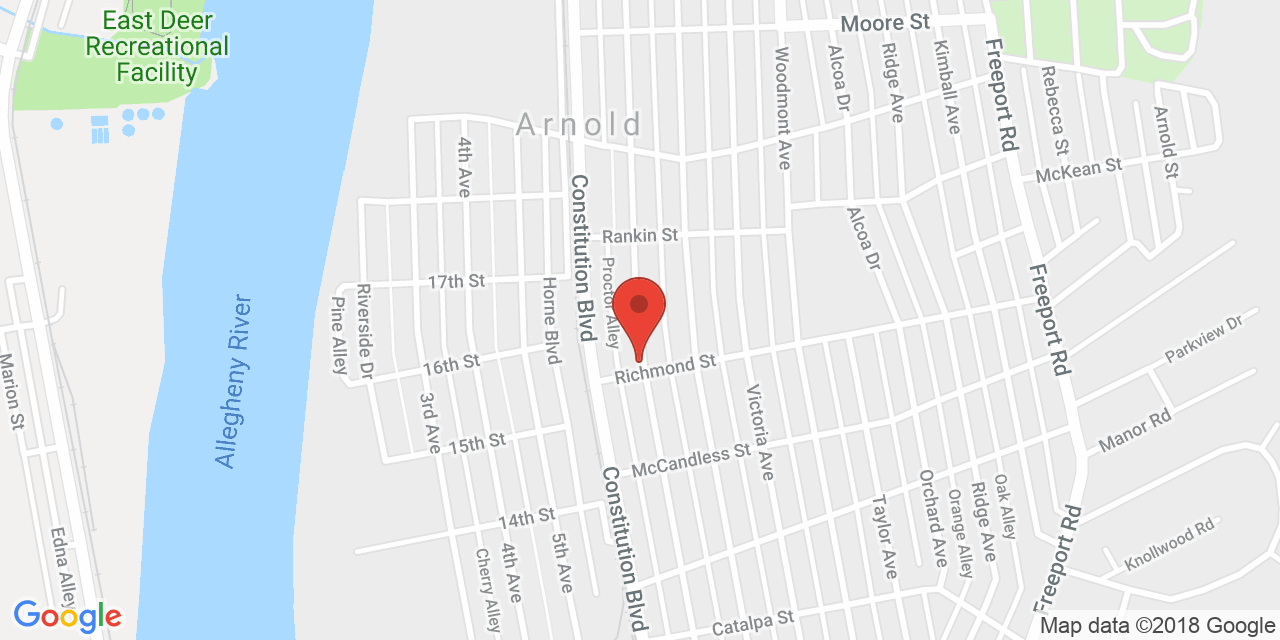 East Deer
Recreational
Facility
Moore St
Freeport Rd
Woodmont Ave
Alcoa Dr
Ridge Ave
Kimball Ave
Rebecca St
Arnold St
McKean St
Arnold
4th Ave
Constitution Blvd
Rankin St
Alcoa Dr
Proctor Alley
17th St
Pine Alley
Riverside Dr
Horne Blvd
Allegheny River
Freeport Rd
Parkview Dr
16th St
Richmond St
Marion St
3rd Ave
Victoria Ave
15th St
McCandless St
Manor Rd
Constitution Blvd
14th St
Taylor Ave
Orchard Ave
Orange Alley
Ridge Ave
Oak Alley
Edna Alley
Cherry Alley
4th Ave
5th Ave
Freeport Rd
Knollwood Rd
Catalpa St
Google
Map data ©2018 Google